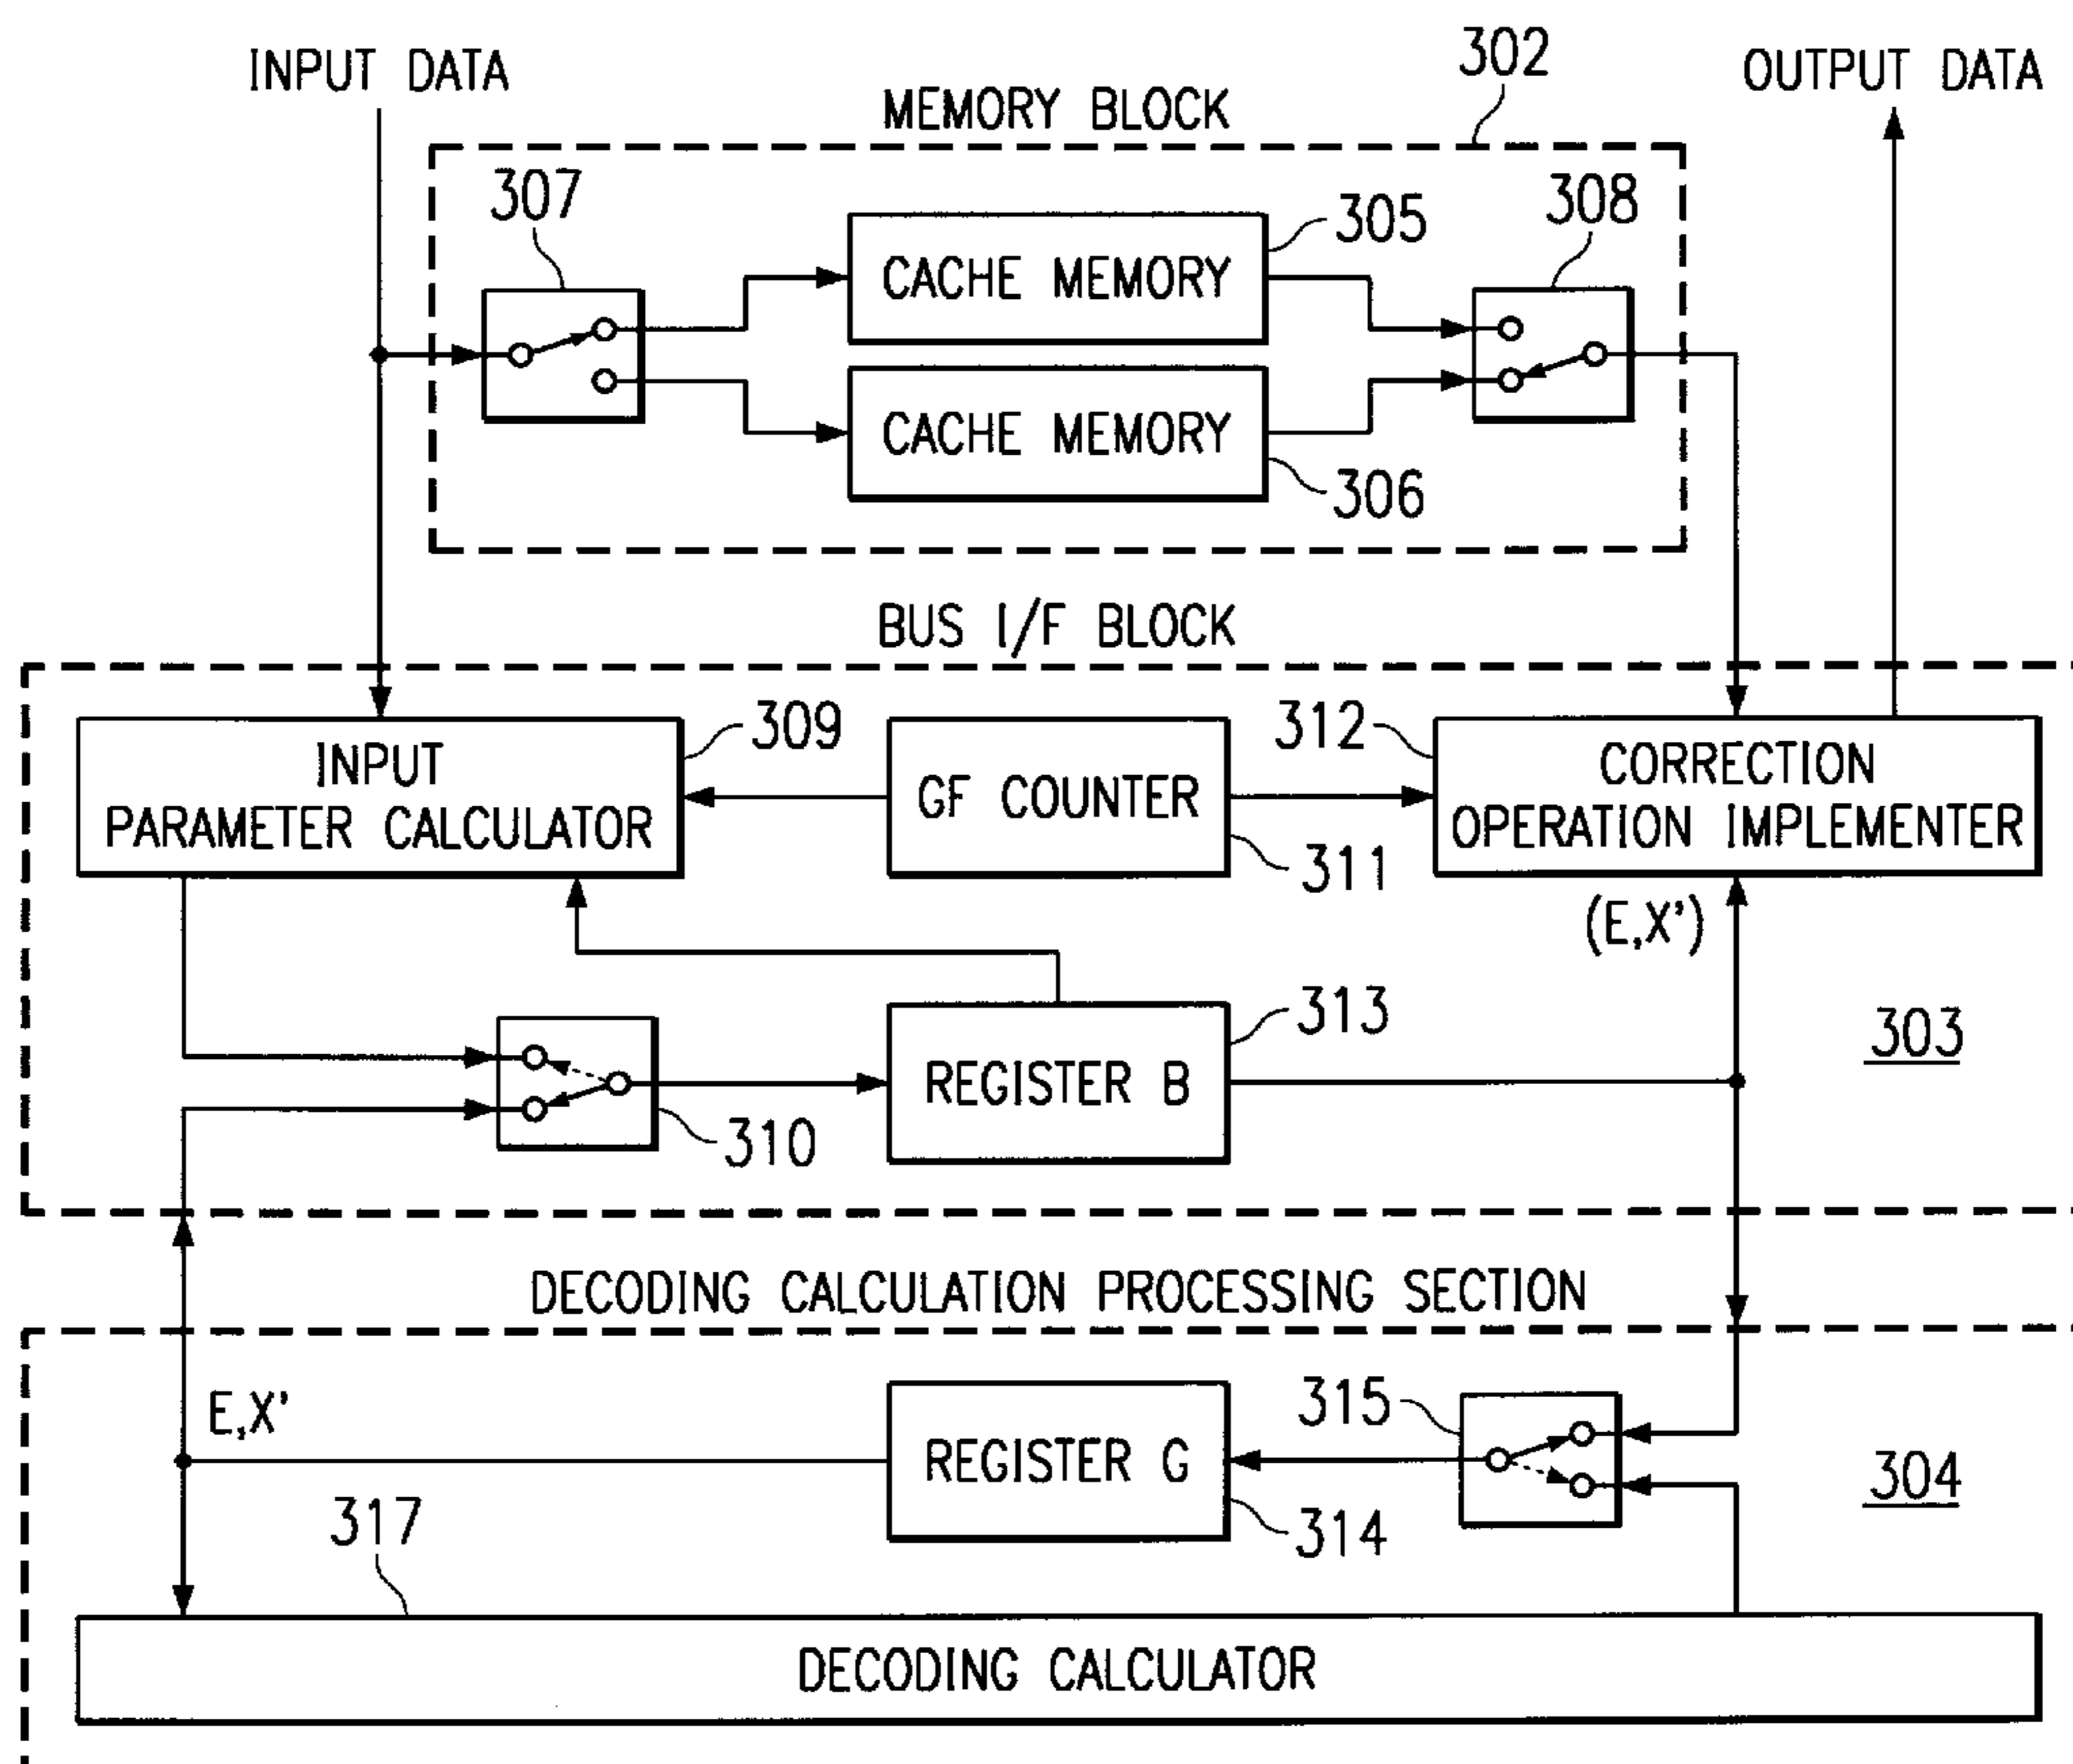 INPUT DATA
302
OUTPUT DATA
MEMORY BLOCK
307
305
308
CACHE MEMORY
CACHE MEMORY
306
BUS I/F BLOCK
309
312
INPUT
PARAMETER CALCULATOR
GF COUNTER
CORRECTION
OPERATION IMPLEMENTER
311
(E,X')
313
303
REGISTER B
310
DECODING CALCULATION PROCESSING SECTION
E,X'
315
REGISTER G
304
317
314
DECODING CALCULATOR